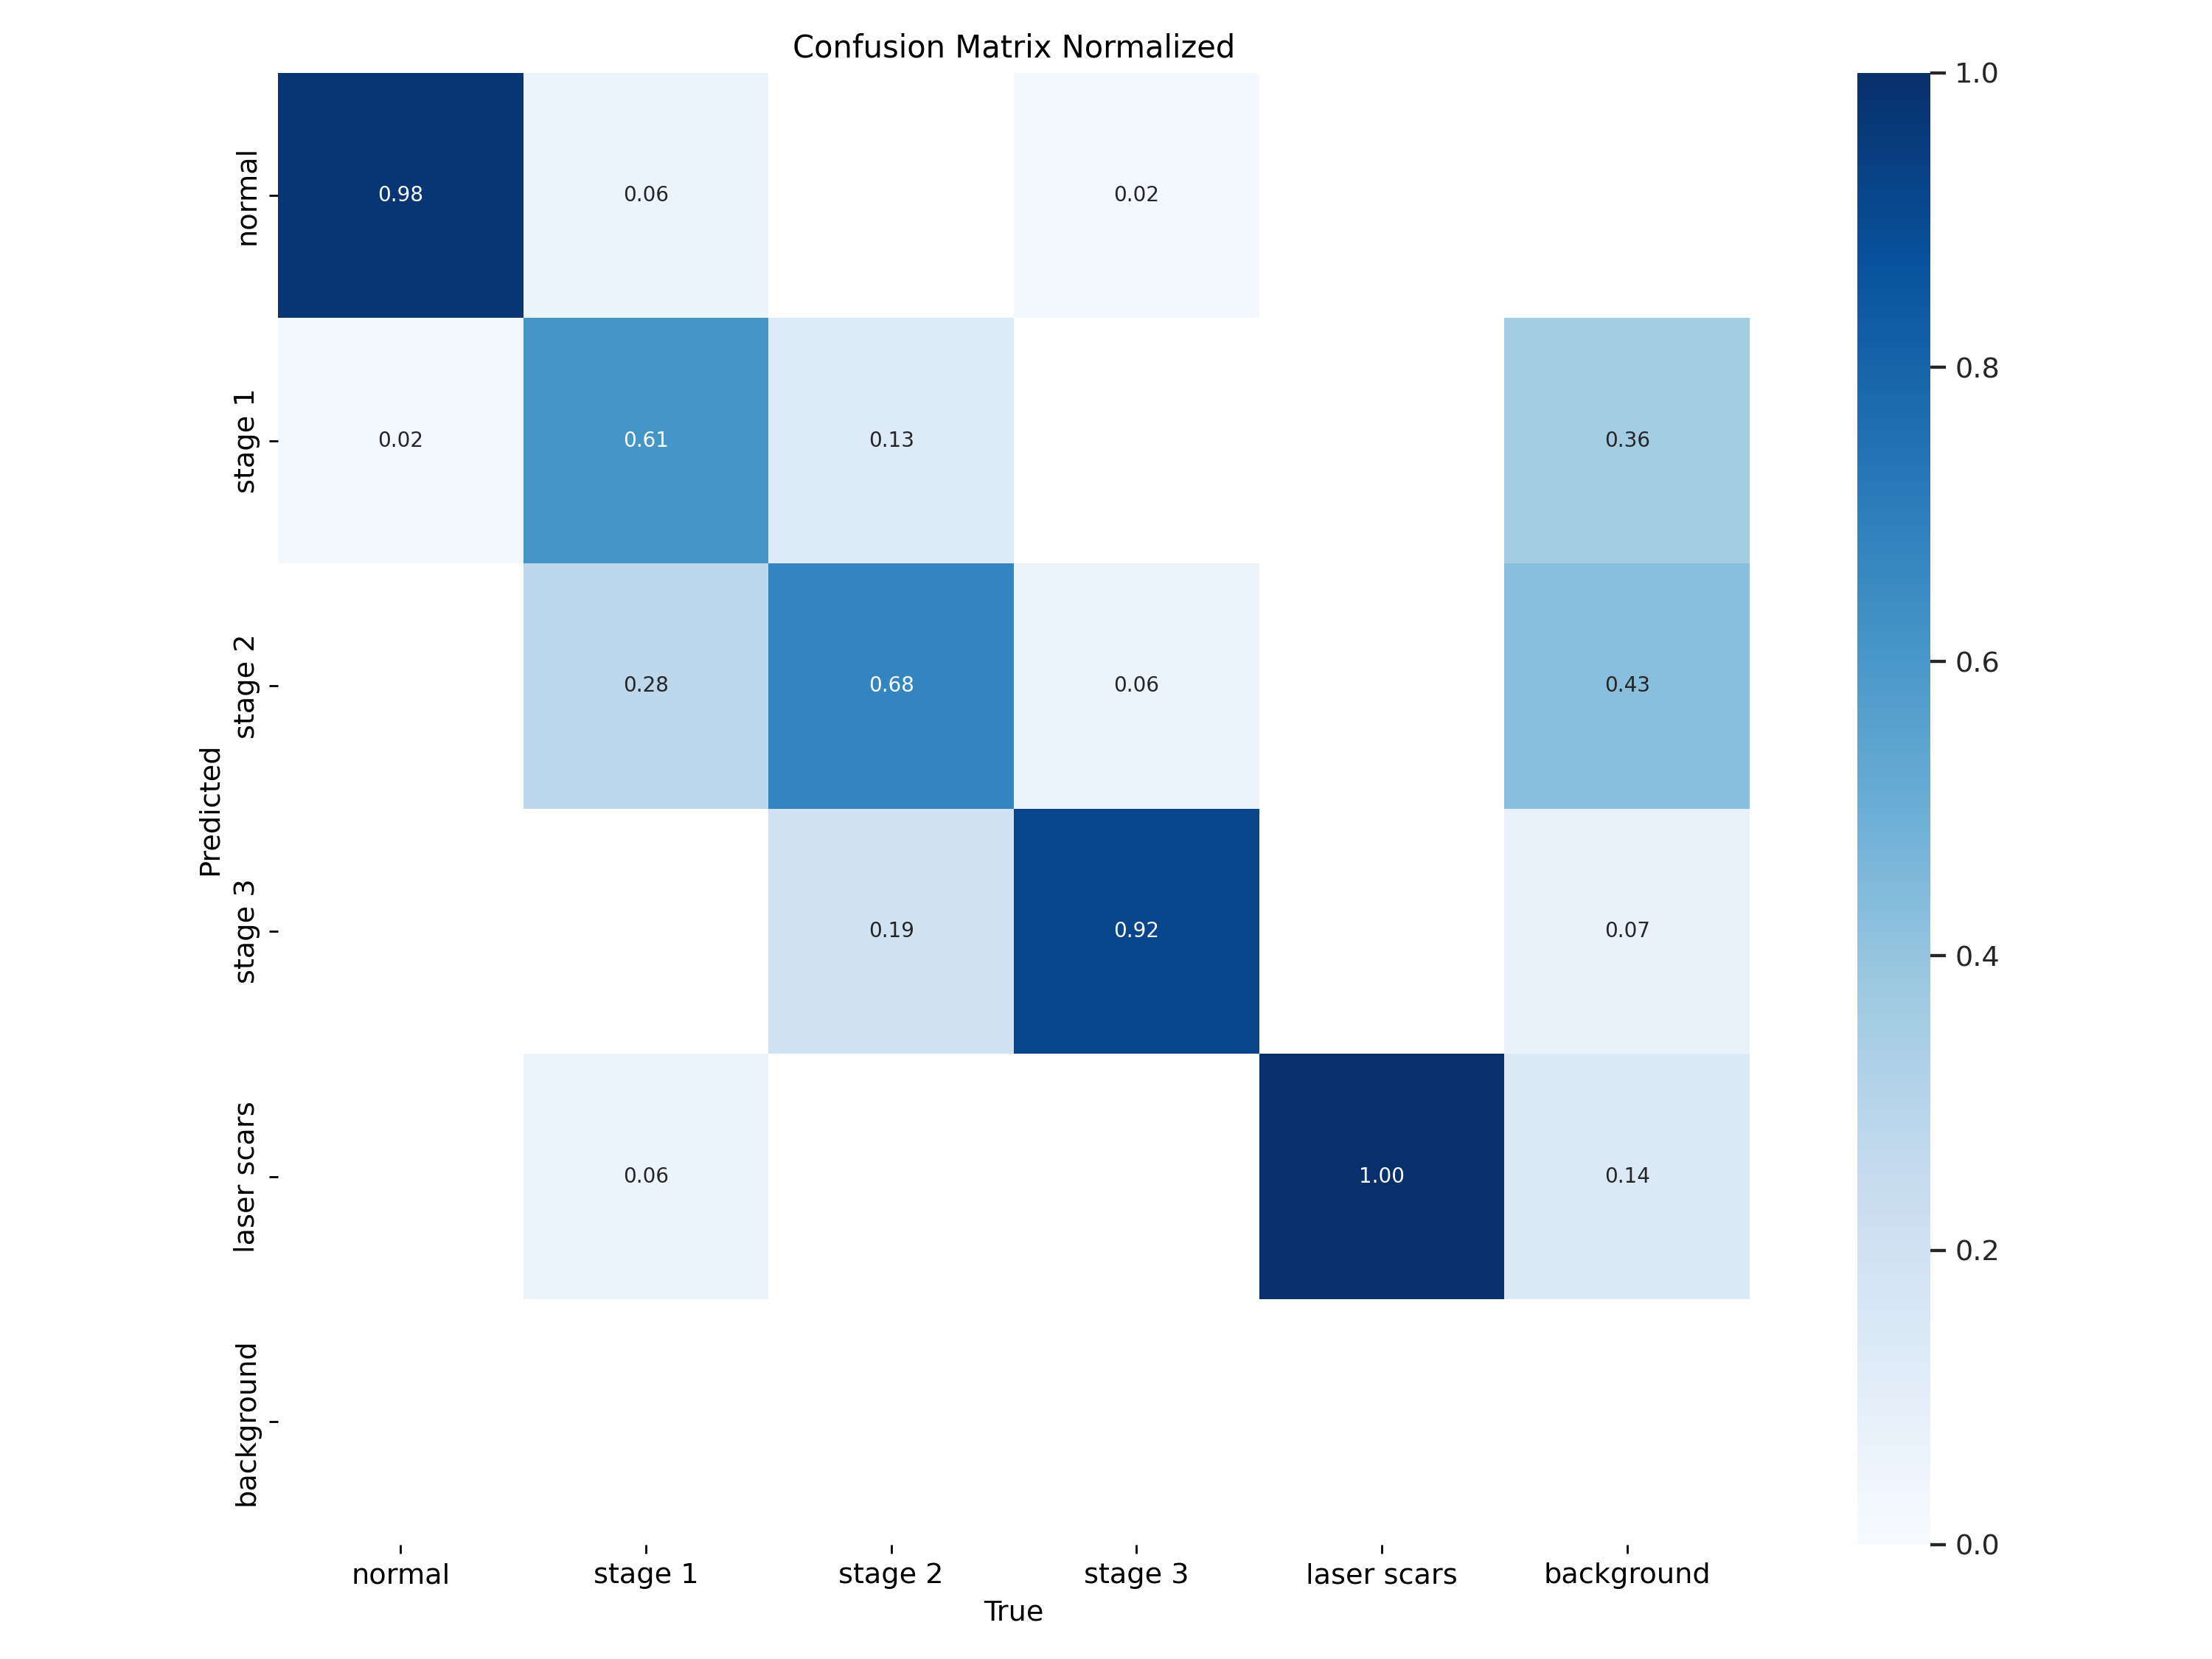 Confusion Matrix Normalized
normal
0.98
0.06
0.02
stage 1
0.02
0.61
0.13
0.36
stage 2
0.28
0.68
0.06
0.43
stage 3
0.19
0.92
0.07
laser scars
0.06
1.00
0.14
background
Predicted
normal
stage 1
stage 2
stage 3
laser scars
background
True
1.0
0.8
0.6
0.4
0.2
0.0